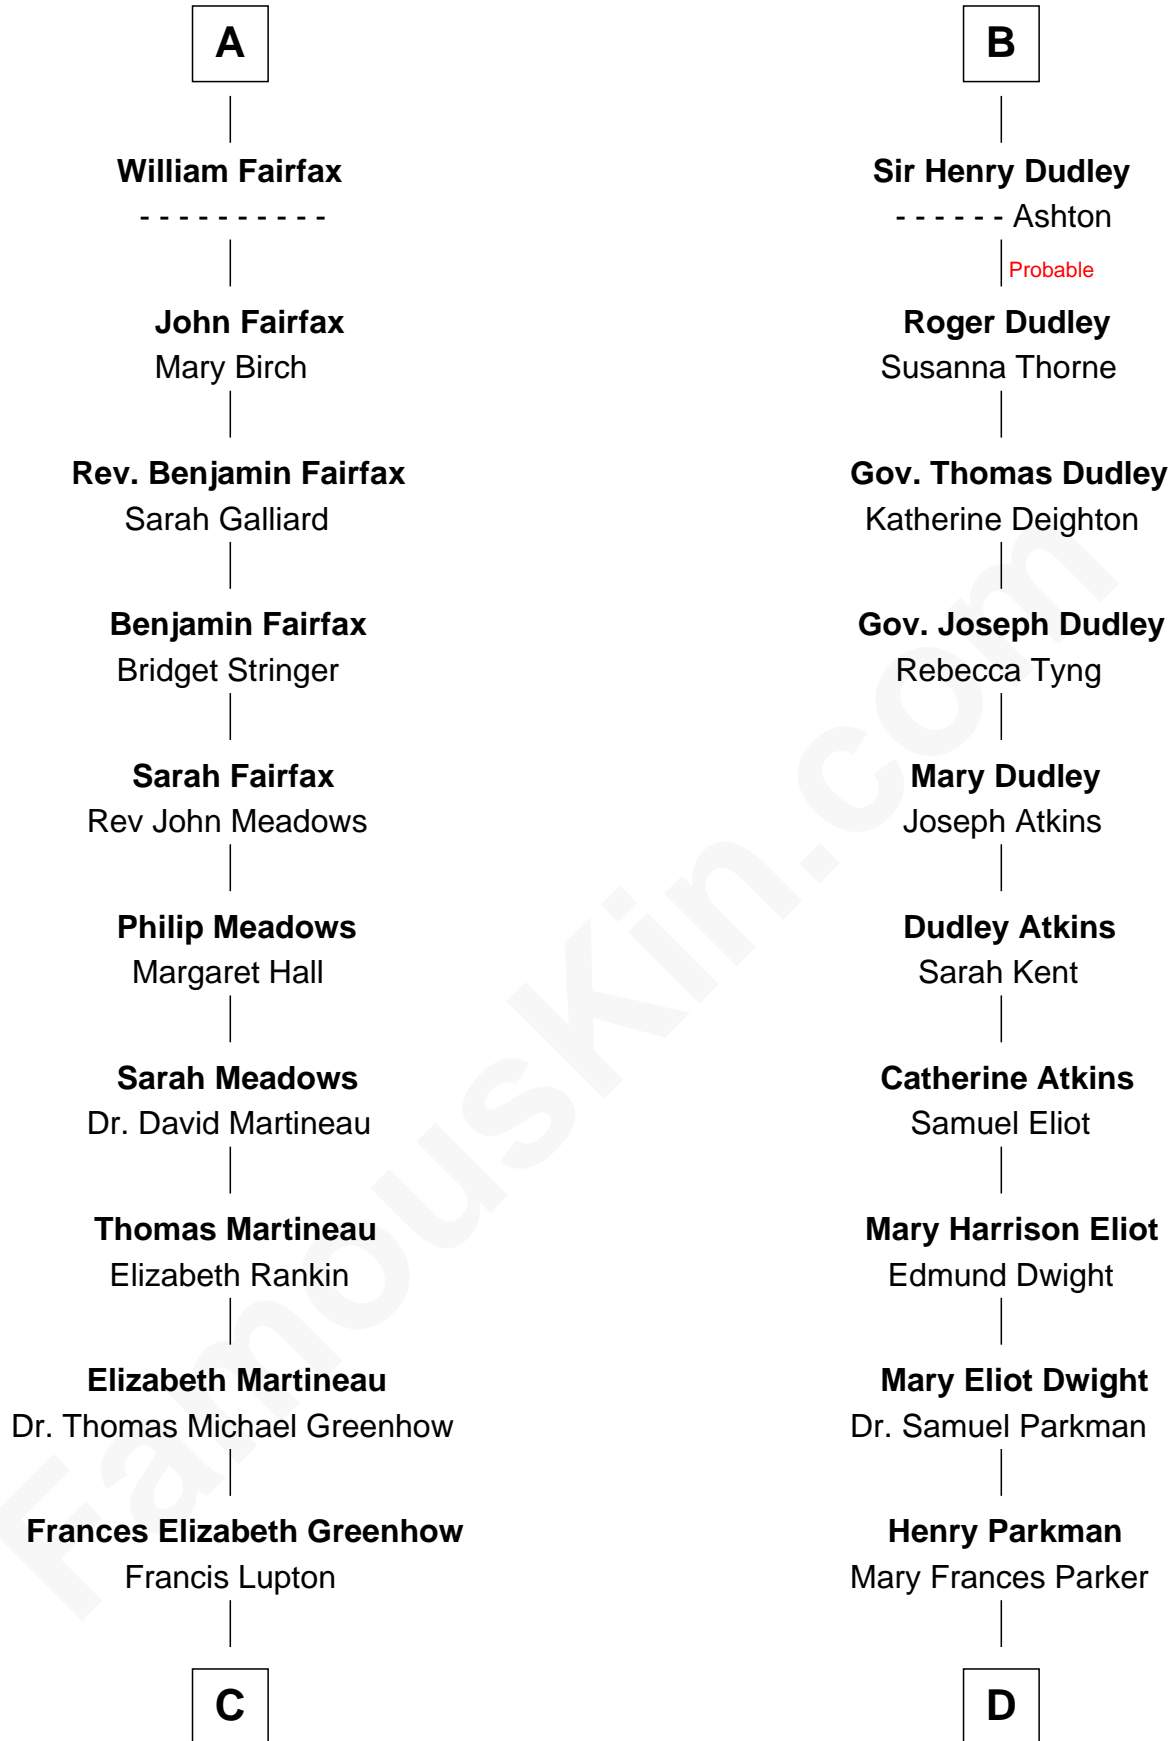 A
William Fairfax
- - - - - - - - - -
John Fairfax
Mary Birch
Rev. Benjamin Fairfax
Sarah Galliard
Benjamin Fairfax
Bridget Stringer
Sarah Fairfax
Rev John Meadows
Philip Meadows
Margaret Hall
Sarah Meadows
Dr. David Martineau
Thomas Martineau
Elizabeth Rankin
Elizabeth Martineau
Dr. Thomas Michael Greenhow
Frances Elizabeth Greenhow
Francis Lupton
C
B
Sir Henry Dudley
- - - - - - Ashton
Probable
Roger Dudley
Susanna Thorne
Gov. Thomas Dudley
Katherine Deighton
Gov. Joseph Dudley
Rebecca Tyng
Mary Dudley
Joseph Atkins
Dudley Atkins
Sarah Kent
Catherine Atkins
Samuel Eliot
Mary Harrison Eliot
Edmund Dwight
Mary Eliot Dwight
Dr. Samuel Parkman
Henry Parkman
Mary Frances Parker
D
FamousKin.com